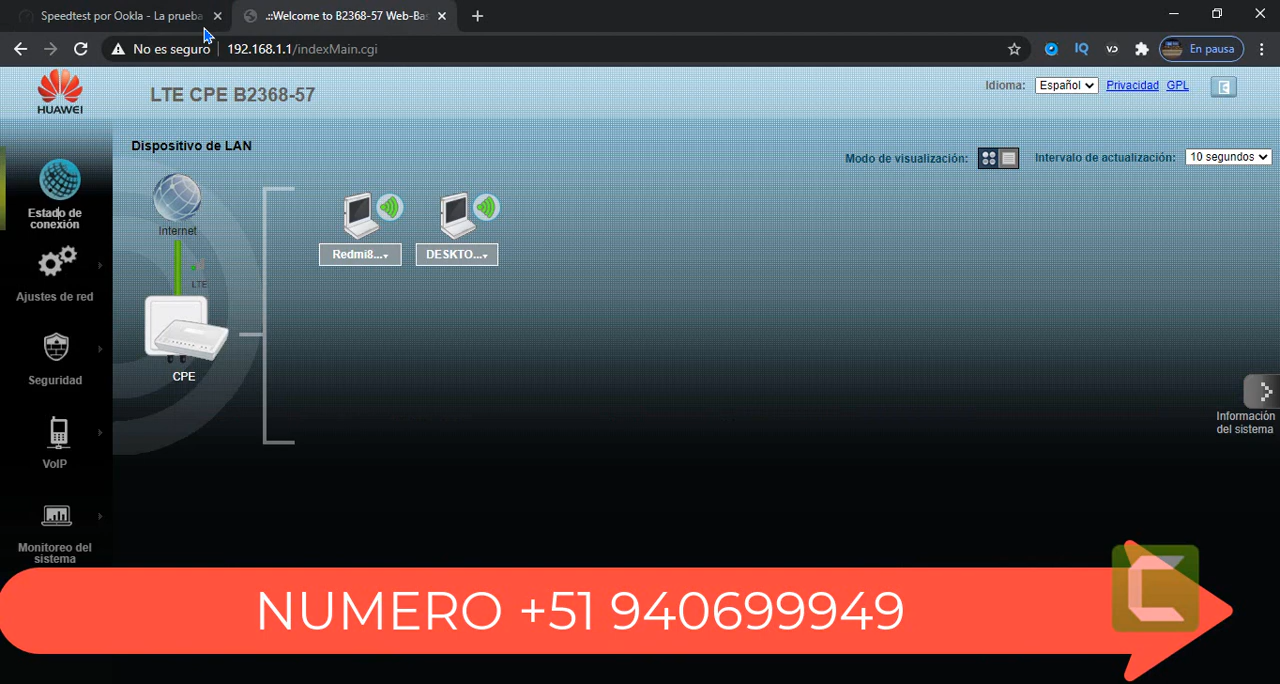 Speedtest por Ookla - La prueba
.::Welcome to B2368-57 Web-Bas
No es seguro
192.168.1.1/indexMain.cgi
IQ
En pausa
HUAWEI
LTE CPE B2368-57
Idioma:
Español
Privacidad
GPL
Dispositivo de LAN
Modo de visualización:
Intervalo de actualización:
10 segundos
Internet
LTE
CPE
Redmi8...
DESKTO...
Estado de
conexión
Ajustes de red
Seguridad
VoIP
Monitoreo del
sistema
Información
del sistema
NUMERO +51 940699949